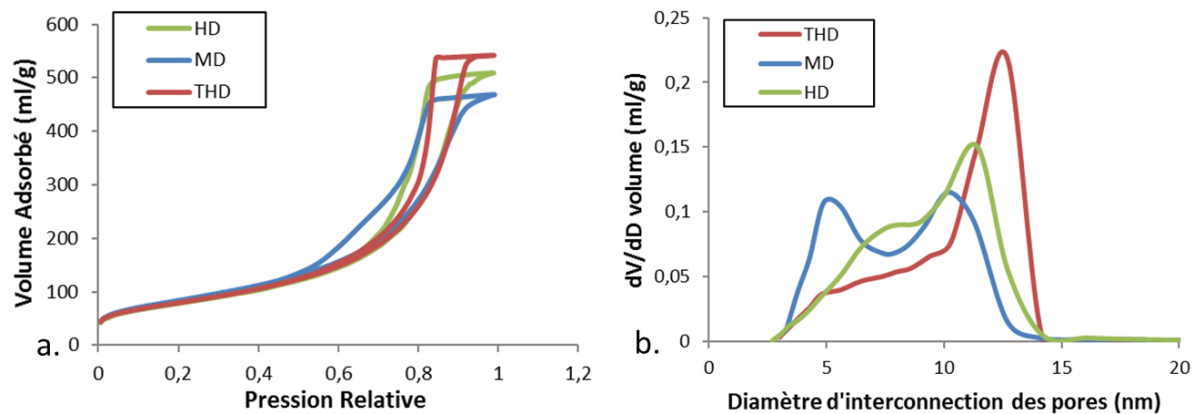 Volume Adsorbé (ml/g)
600
500
400
300
200
100
0
HD
MD
THD
a.
0
0,2
0,4
0,6
0,8
1
1,2
Pression Relative
dV/dD volume (ml/g)
0,25
0,2
0,15
0,1
0,05
0
THD
MD
HD
b.
0
5
10
15
20
Diamètre d'interconnection des pores (nm)